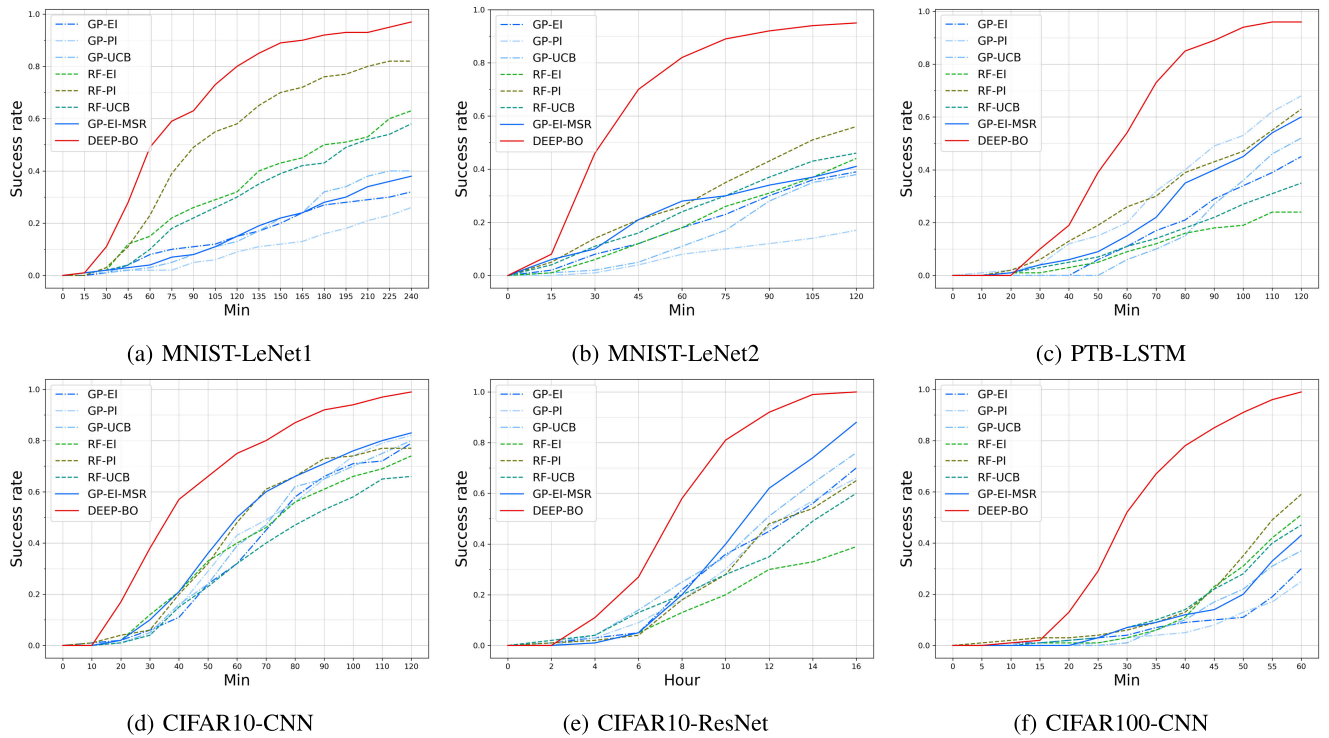 GP-EI
GP-PI
GP-UCB
RF-EI
RF-PI
RF-UCB
GP-EI-MSR
DEEP-BO
Success rate
1.0
0.8
0.6
0.4
0.2
0.0
0 15 30 45 60 75 90 105 120 135 150 165 180 195 210 225 240
Min
(a) MNIST-LeNet1
GP-EI
GP-PI
GP-UCB
RF-EI
RF-PI
RF-UCB
GP-EI-MSR
DEEP-BO
Success rate
1.0
0.8
0.6
0.4
0.2
0.0
0 15 30 45 60 75 90 105 120
Min
(b) MNIST-LeNet2
GP-EI
GP-PI
GP-UCB
RF-EI
RF-PI
RF-UCB
GP-EI-MSR
DEEP-BO
Success rate
1.0
0.8
0.6
0.4
0.2
0.0
0 10 20 30 40 50 60 70 80 90 100 110 120
Min
(c) PTB-LSTM
GP-EI
GP-PI
GP-UCB
RF-EI
RF-PI
RF-UCB
GP-EI-MSR
DEEP-BO
Success rate
1.0
0.8
0.6
0.4
0.2
0.0
0 10 20 30 40 50 60 70 80 90 100 110 120
Min
(d) CIFAR10-CNN
GP-EI
GP-PI
GP-UCB
RF-EI
RF-PI
RF-UCB
GP-EI-MSR
DEEP-BO
Success rate
1.0
0.8
0.6
0.4
0.2
0.0
0 2 4 6 8 10 12 14 16
Hour
(e) CIFAR10-ResNet
GP-EI
GP-PI
GP-UCB
RF-EI
RF-PI
RF-UCB
GP-EI-MSR
DEEP-BO
Success rate
1.0
0.8
0.6
0.4
0.2
0.0
0 5 10 15 20 25 30 35 40 45 50 55 60
Min
(f) CIFAR100-CNN